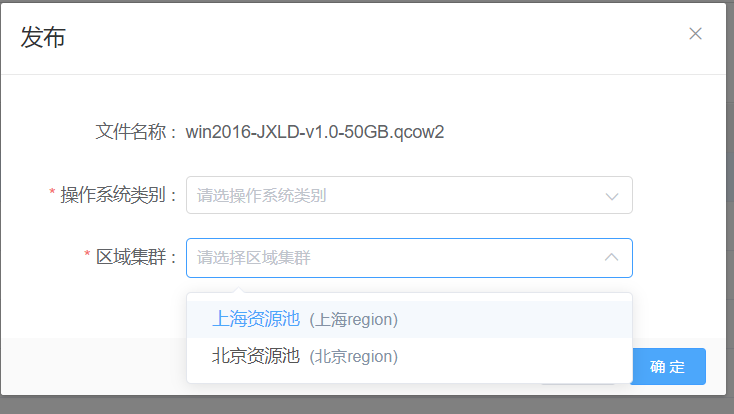 发布
文件名称： win2016-JXLD-v1.0-50GB.qcow2
* 操作系统类别： 请选操作系统类别
* 区域集群： 请选择区域集群
上海资源池 (上海region)
北京资源池 (北京region)
确 定